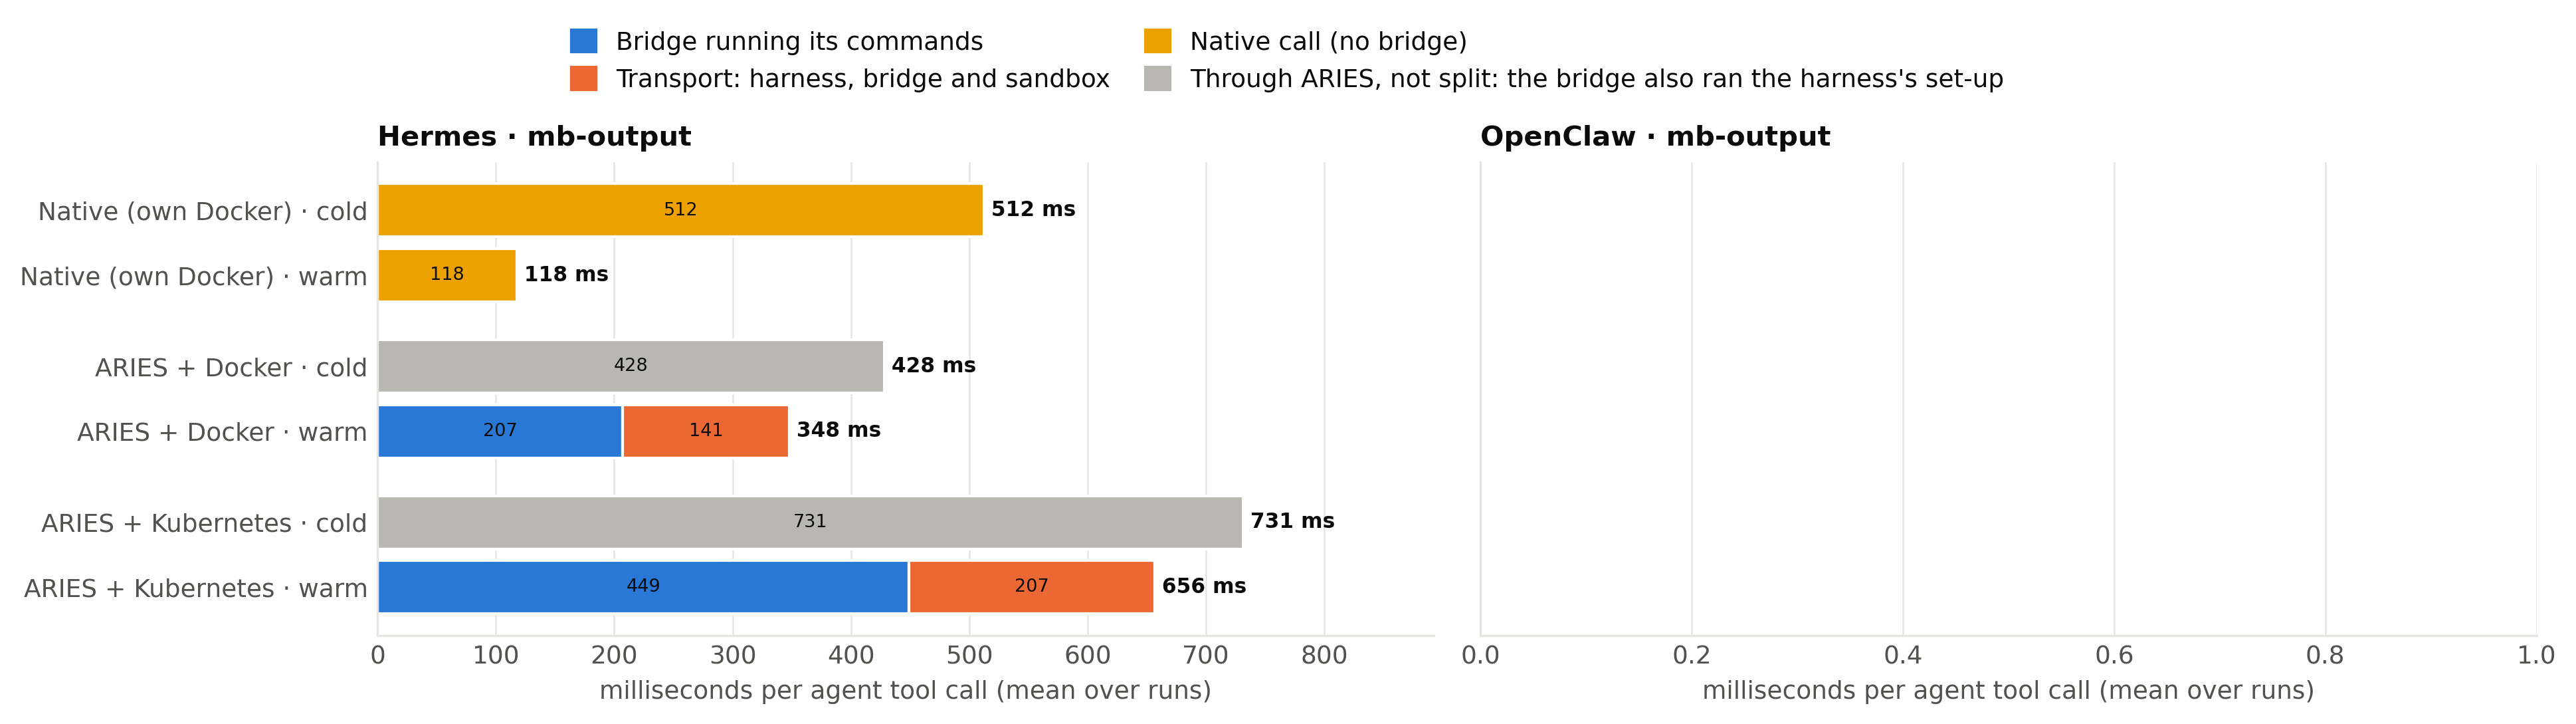 Bridge running its commands
Transport: harness, bridge and sandbox
Native call (no bridge)
Through ARIES, not split: the bridge also ran the harness's set-up
Hermes · mb-output
Native (own Docker) · cold
512
512 ms
Native (own Docker) · warm
118
118 ms
ARIES + Docker · cold
428
428 ms
ARIES + Docker · warm
207
141
348 ms
ARIES + Kubernetes · cold
731
731 ms
ARIES + Kubernetes · warm
449
207
656 ms
0 100 200 300 400 500 600 700 800
milliseconds per agent tool call (mean over runs)
OpenClaw · mb-output
0.0 0.2 0.4 0.6 0.8 1.0
milliseconds per agent tool call (mean over runs)